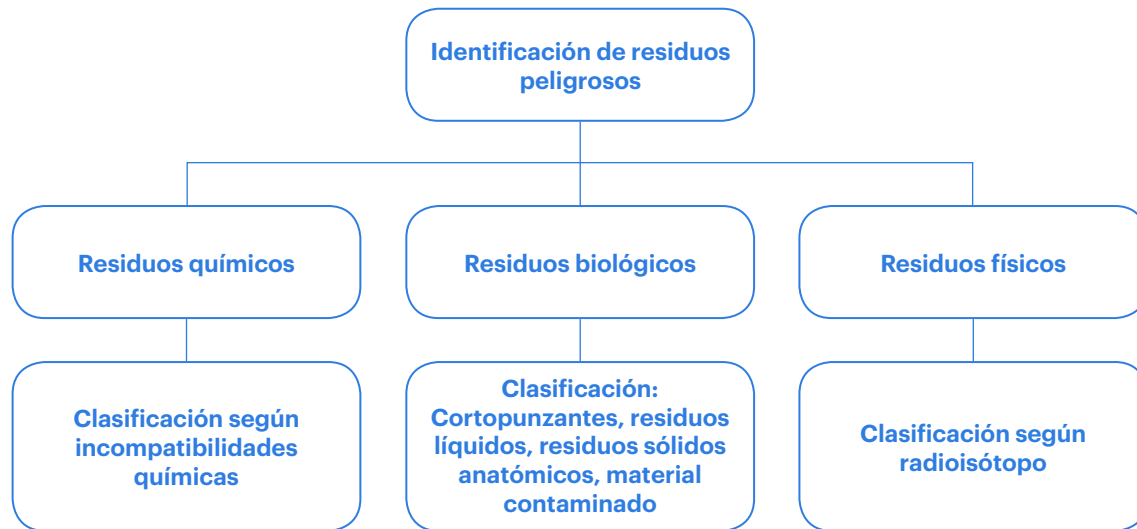 Identificación de residuos
peligrosos
Residuos químicos
Residuos biológicos
Residuos físicos
Clasificación según
incompatibilidades
químicas
Clasificación:
Cortopunzantes, residuos
líquidos, residuos sólidos
anatómicos, material
contaminado
Clasificación según
radioisótopo